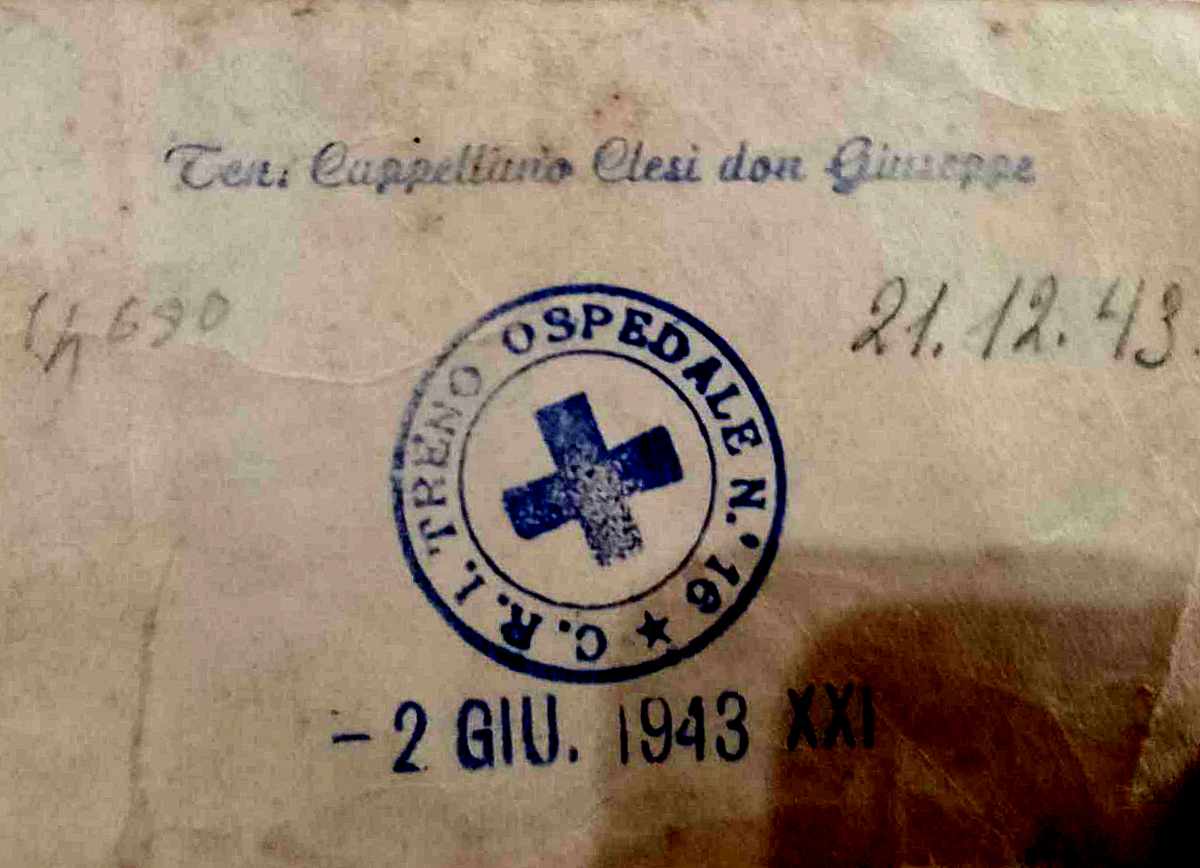 Ten. Cappellano Clesi don Giuseppe
21.12.43.
C.R.I. TRENO OSPEDALE N.° 16 ★
-2 GIU. 1943 XXI